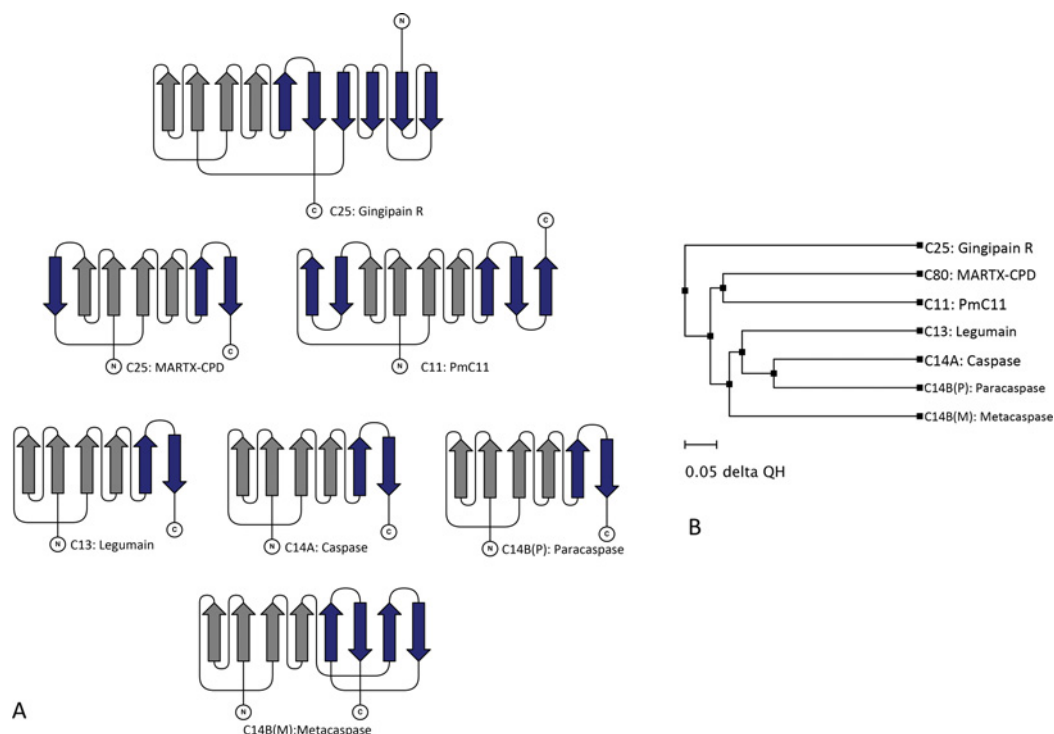 N
C
C25: Gingipain R
C
N
C25: MARTX-CPD
C
N
C11: PmC11
N
C13: Legumain
C
N
C14A: Caspase
C
N
C14B(P): Paracaspase
C
N
C14B(M):Metacaspase
C
A
C25: Gingipain R
C80: MARTX-CPD
C11: PmC11
C13: Legumain
C14A: Caspase
C14B(P): Paracaspase
C14B(M): Metacaspase
0.05 delta QH
B